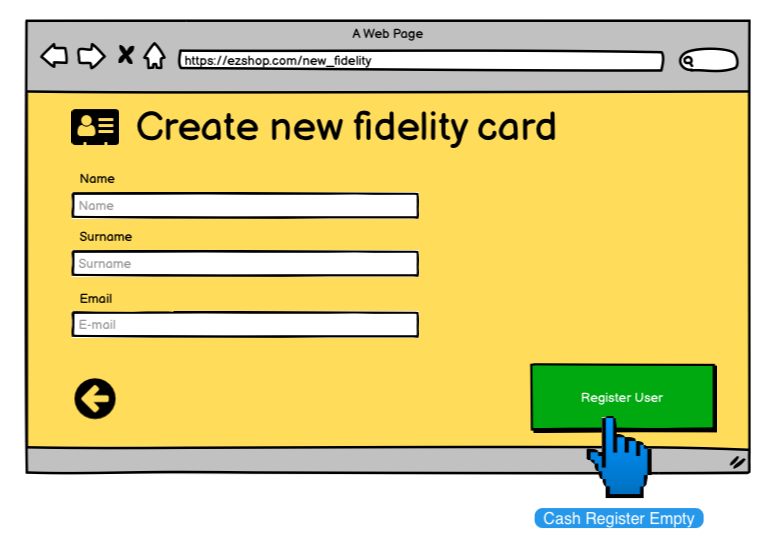 A Web Page
https://ezshop.com/new_fidelity
Create new fidelity card
Name
Name
Surname
Surname
Email
E-mail
Register User
Cash Register Empty